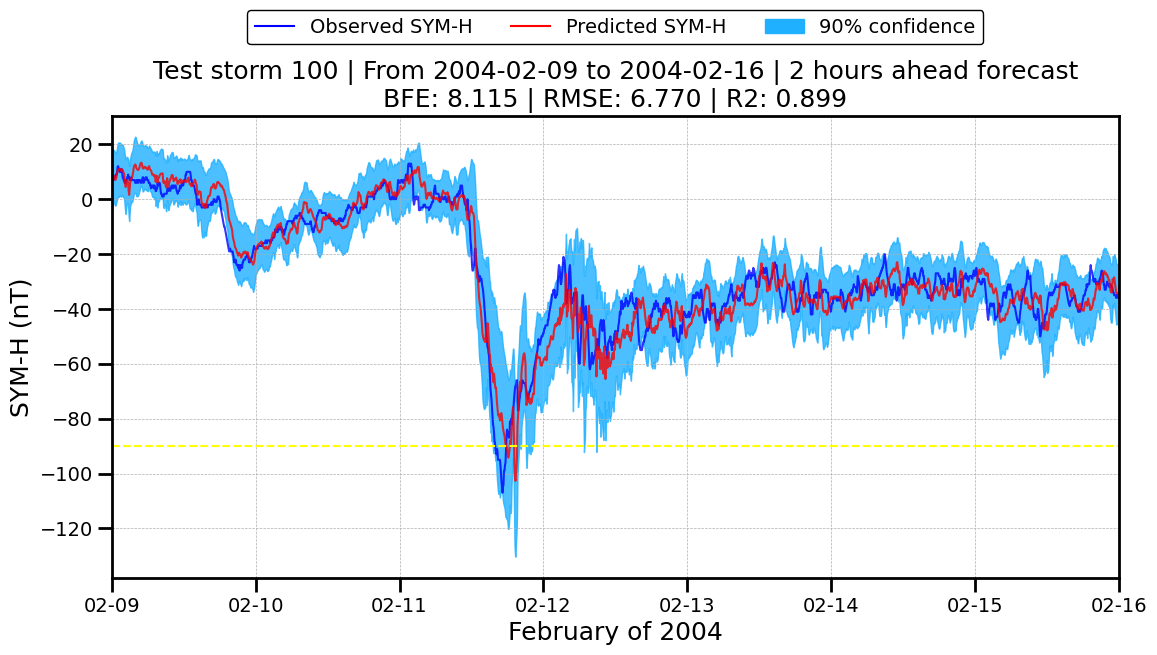 Observed SYM-H Predicted SYM-H 90% confidence
Test storm 100 | From 2004-02-09 to 2004-02-16 | 2 hours ahead forecast
BFE: 8.115 | RMSE: 6.770 | R2: 0.899
SYM-H (nT)
20
0
−20
−40
−60
−80
−100
−120
02-09 02-10 02-11 02-12 02-13 02-14 02-15 02-16
February of 2004